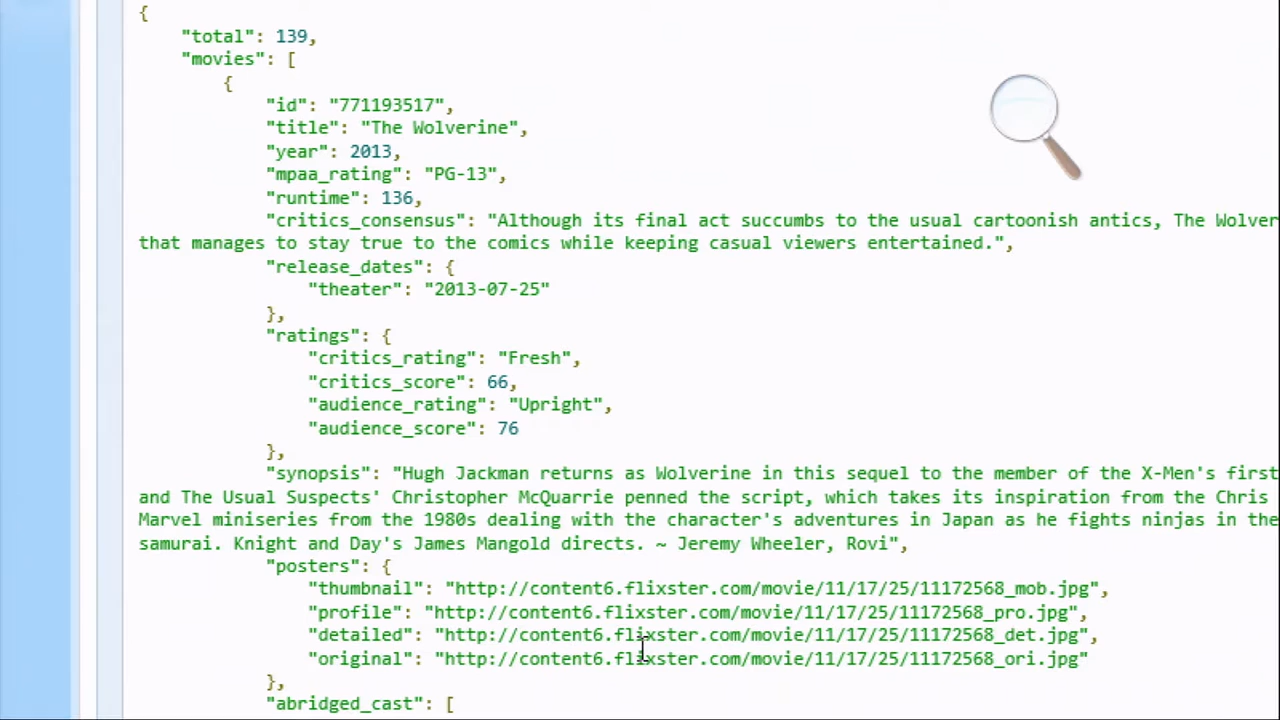 {
"total": 139,
"movies": [
{
"id": "771193517",
"title": "The Wolverine",
"year": 2013,
"mpaa_rating": "PG-13",
"runtime": 136,
"critics_consensus": "Although its final act succumbs to the usual cartoonish antics, The Wolver
that manages to stay true to the comics while keeping casual viewers entertained.",
"release_dates": {
"theater": "2013-07-25"
},
"ratings": {
"critics_rating": "Fresh",
"critics_score": 66,
"audience_rating": "Upright",
"audience_score": 76
},
"synopsis": "Hugh Jackman returns as Wolverine in this sequel to the member of the X-Men's first
and The Usual Suspects' Christopher McQuarrie penned the script, which takes its inspiration from the Chris
Marvel miniseries from the 1980s dealing with the character's adventures in Japan as he fights ninjas in the
samurai. Knight and Day's James Mangold directs. ~ Jeremy Wheeler, Rovi",
"posters": {
"thumbnail": "http://content6.flixster.com/movie/11/17/25/11172568_mob.jpg",
"profile": "http://content6.flixster.com/movie/11/17/25/11172568_pro.jpg",
"detailed": "http://content6.flixster.com/movie/11/17/25/11172568_det.jpg",
"original": "http://content6.flixster.com/movie/11/17/25/11172568_ori.jpg"
},
"abridged_cast": [